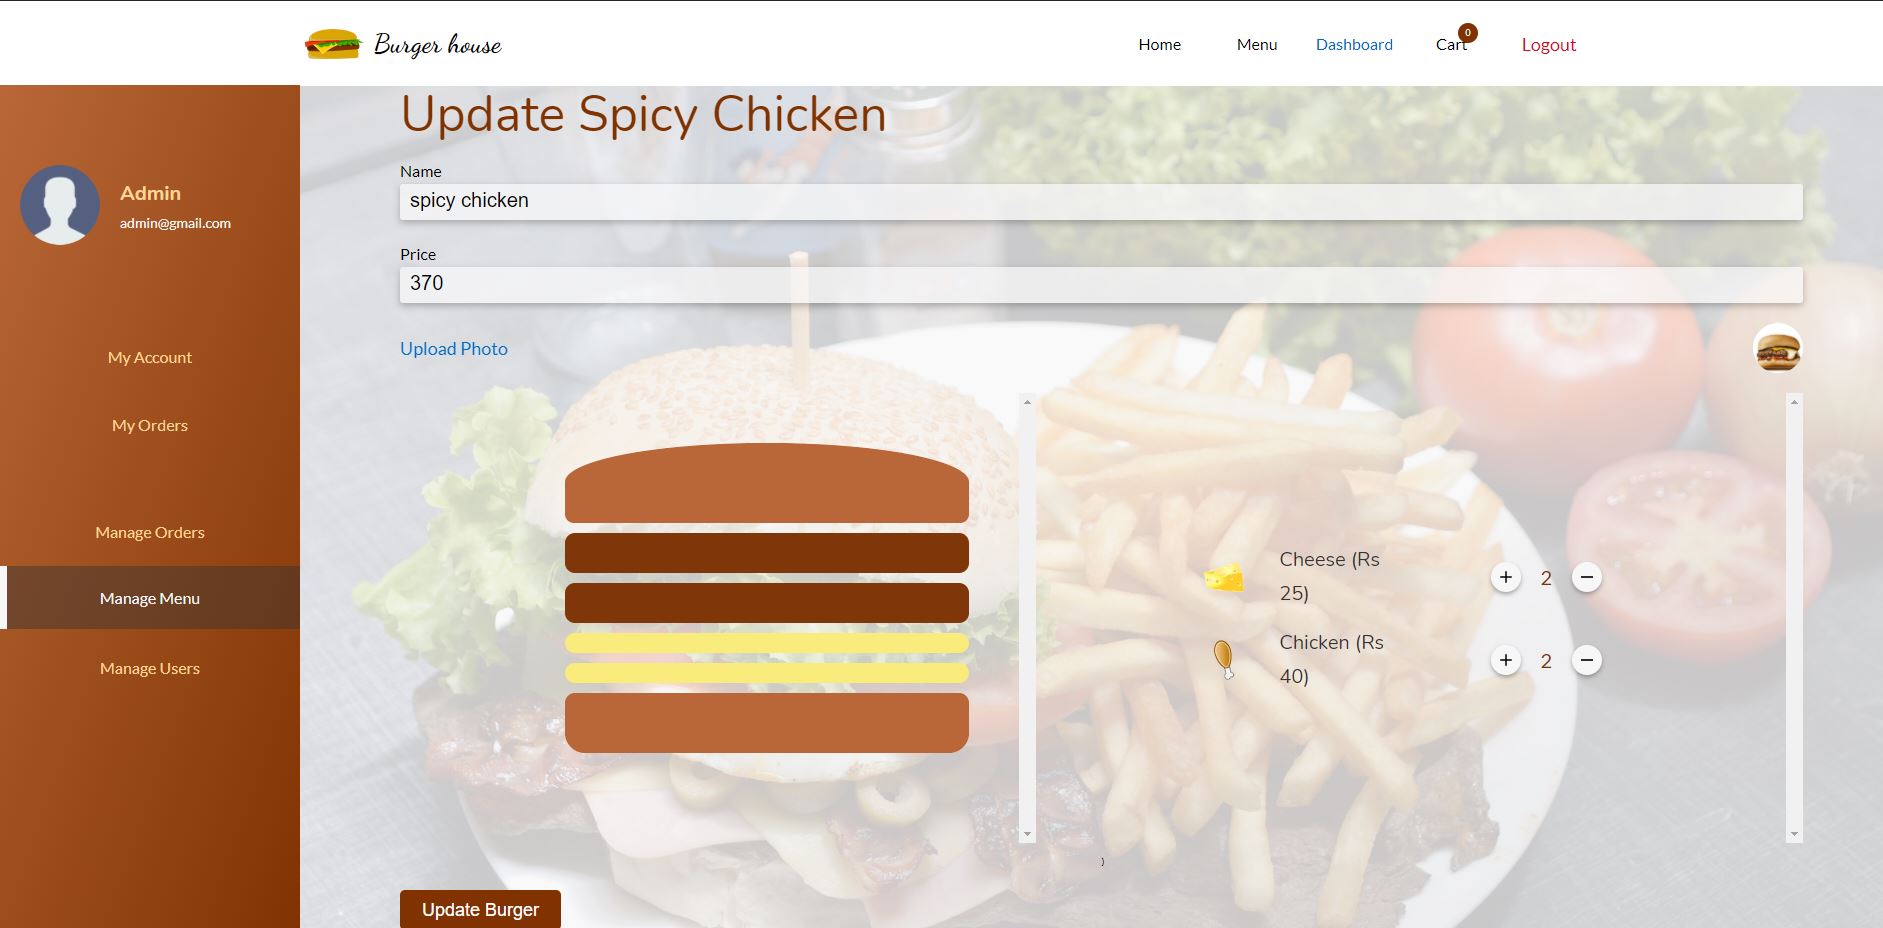 Burger house
Home
Menu
Dashboard
Cart
0
Logout
Admin
admin@gmail.com
My Account
My Orders
Manage Orders
Manage Menu
Manage Users
Update Spicy Chicken
Name
spicy chicken
Price
370
Upload Photo
Cheese (Rs
25)
+ 2 −
Chicken (Rs
40)
+ 2 −
)
Update Burger